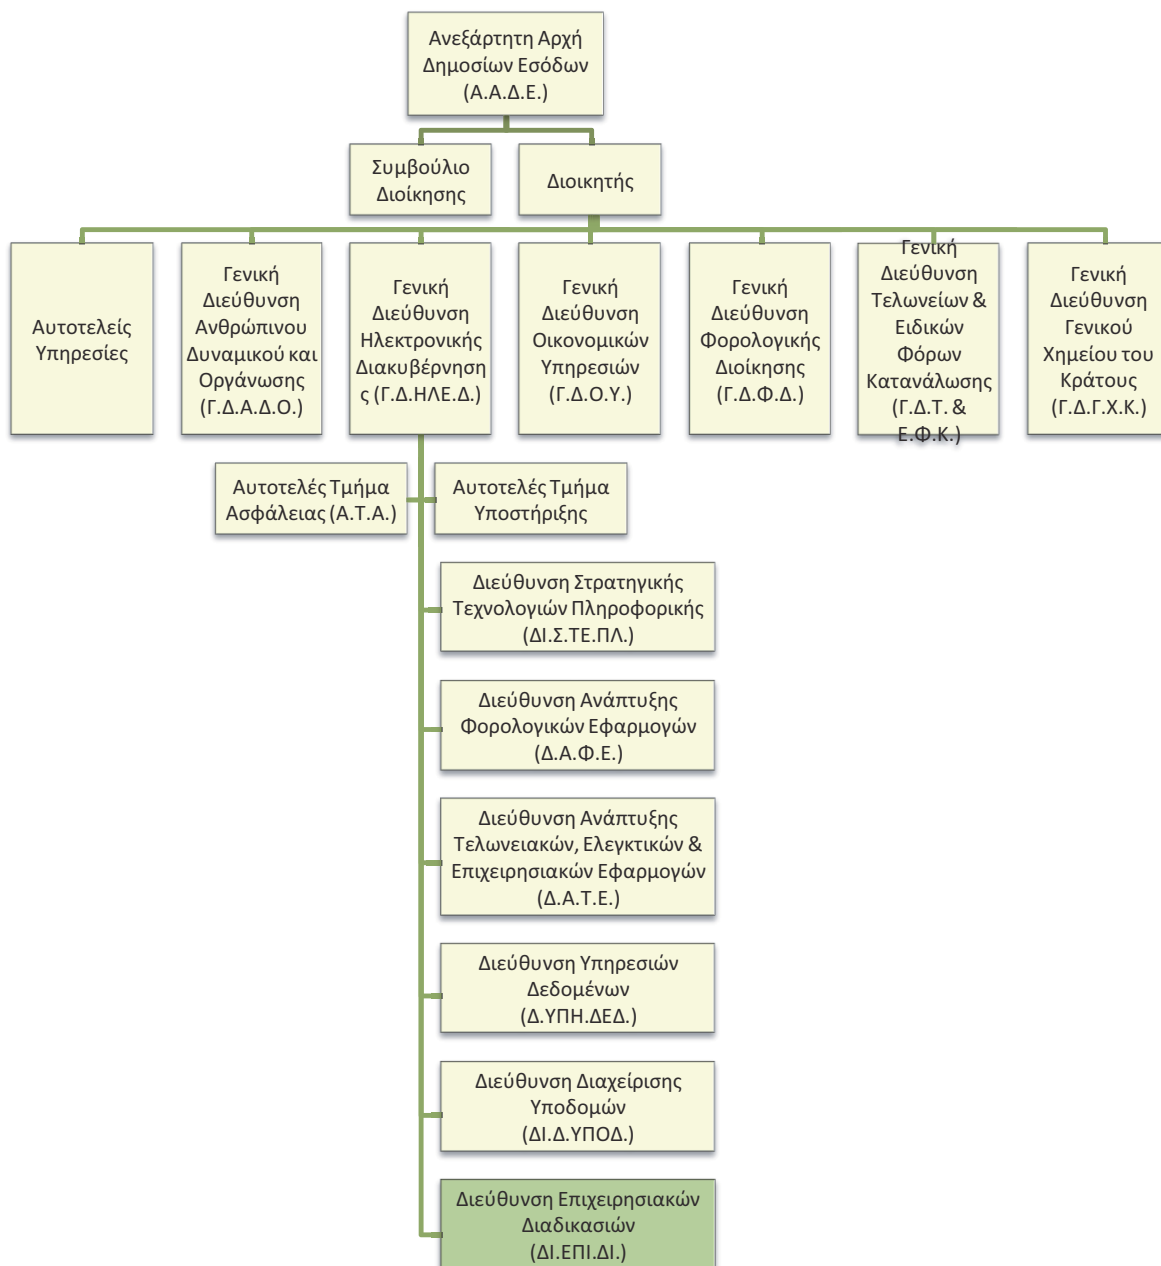 Ανεξάρτητη Αρχή
Δημοσίων Εσόδων
(Α.Α.Δ.Ε.)
Συμβούλιο
Διοίκησης
Διοικητής
Αυτοτελείς
Υπηρεσίες
Γενική
Διεύθυνση
Ανθρώπινου
Δυναμικού και
Οργάνωσης
(Γ.Δ.Α.Δ.Ο.)
Γενική
Διεύθυνση
Ηλεκτρονικής
Διακυβέρνηση
ς (Γ.Δ.ΗΛΕ.Δ.)
Γενική
Διεύθυνση
Οικονομικών
Υπηρεσιών
(Γ.Δ.Ο.Υ.)
Γενική
Διεύθυνση
Φορολογικής
Διοίκησης
(Γ.Δ.Φ.Δ.)
Γενική
Διεύθυνση
Τελωνείων &
Ειδικών
Φόρων
Κατανάλωσης
(Γ.Δ.Τ. &
Ε.Φ.Κ.)
Γενική
Διεύθυνση
Γενικού
Χημείου του
Κράτους
(Γ.Δ.Γ.Χ.Κ.)
Αυτοτελές Τμήμα
Ασφάλειας (Α.Τ.Α.)
Αυτοτελές Τμήμα
Υποστήριξης
Διεύθυνση Στρατηγικής
Τεχνολογιών Πληροφορικής
(ΔΙ.Σ.ΤΕ.ΠΛ.)
Διεύθυνση Ανάπτυξης
Φορολογικών Εφαρμογών
(Δ.Α.Φ.Ε.)
Διεύθυνση Ανάπτυξης
Τελωνειακών, Ελεγκτικών &
Επιχειρησιακών Εφαρμογών
(Δ.Α.Τ.Ε.)
Διεύθυνση Υπηρεσιών
Δεδομένων
(Δ.ΥΠΗ.ΔΕΔ.)
Διεύθυνση Διαχείρισης
Υποδομών
(ΔΙ.Δ.ΥΠΟΔ.)
Διεύθυνση Επιχειρησιακών
Διαδικασιών
(ΔΙ.ΕΠΙ.ΔΙ.)